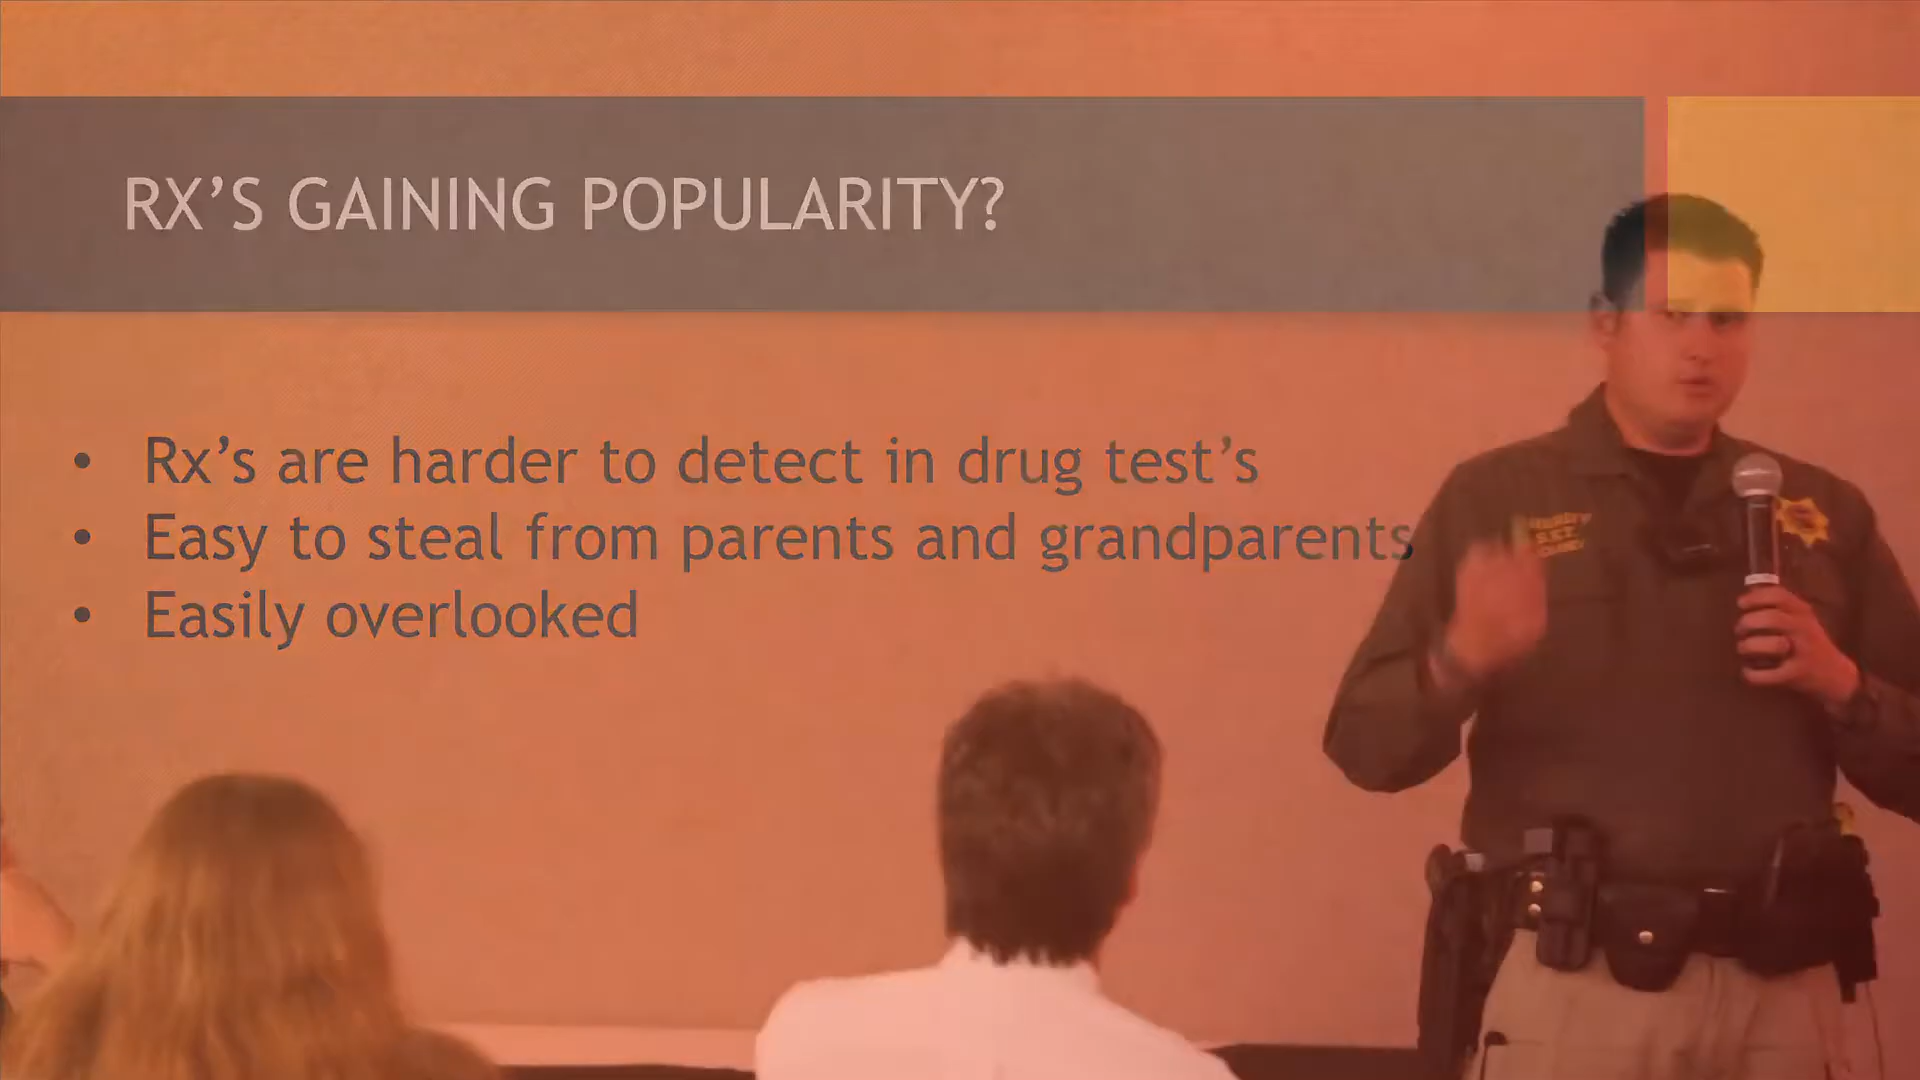 RX’S GAINING POPULARITY?
• Rx’s are harder to detect in drug test’s
• Easy to steal from parents and grandparents
• Easily overlooked